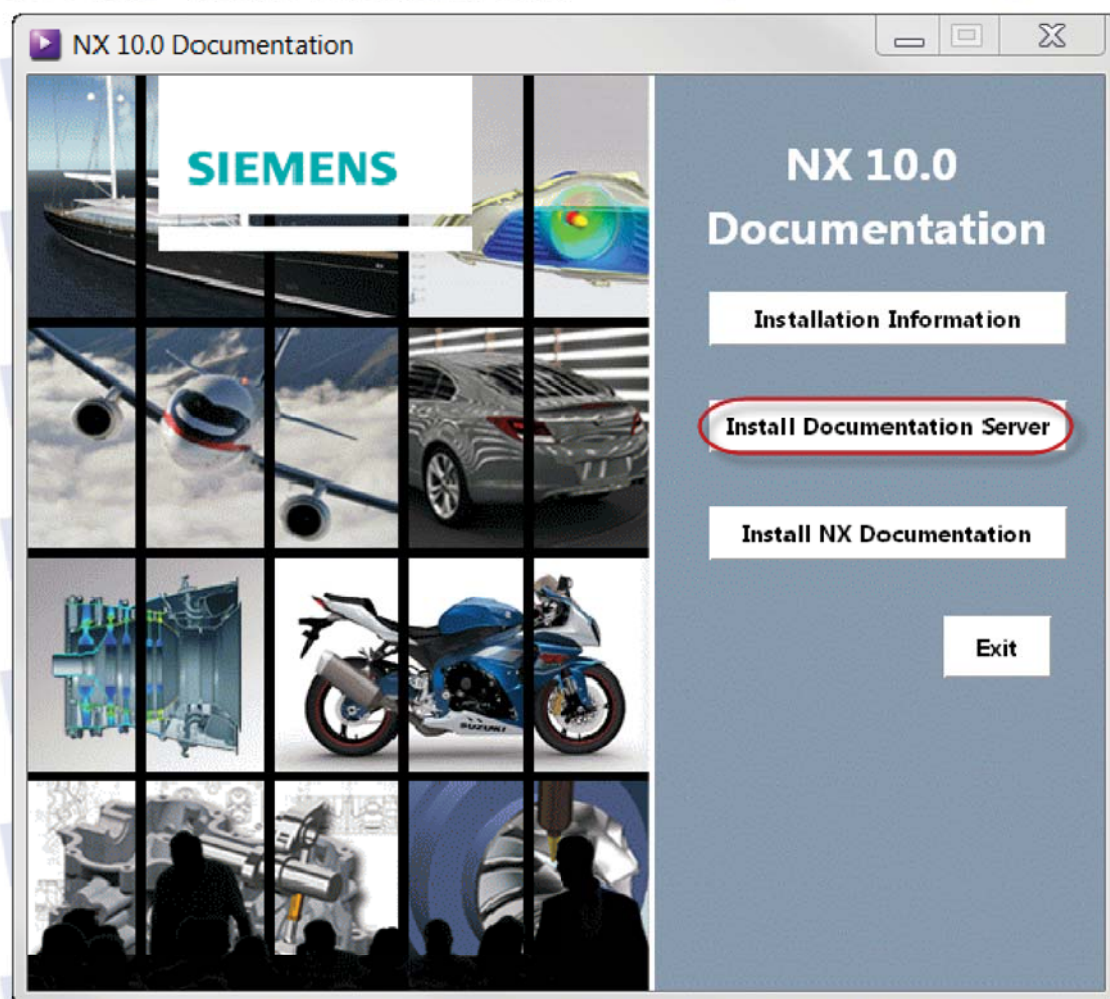 NX 10.0 Documentation
SIEMENS
NX 10.0
Documentation
Installation Information
Install Documentation Server
Install NX Documentation
Exit
SUZUKI